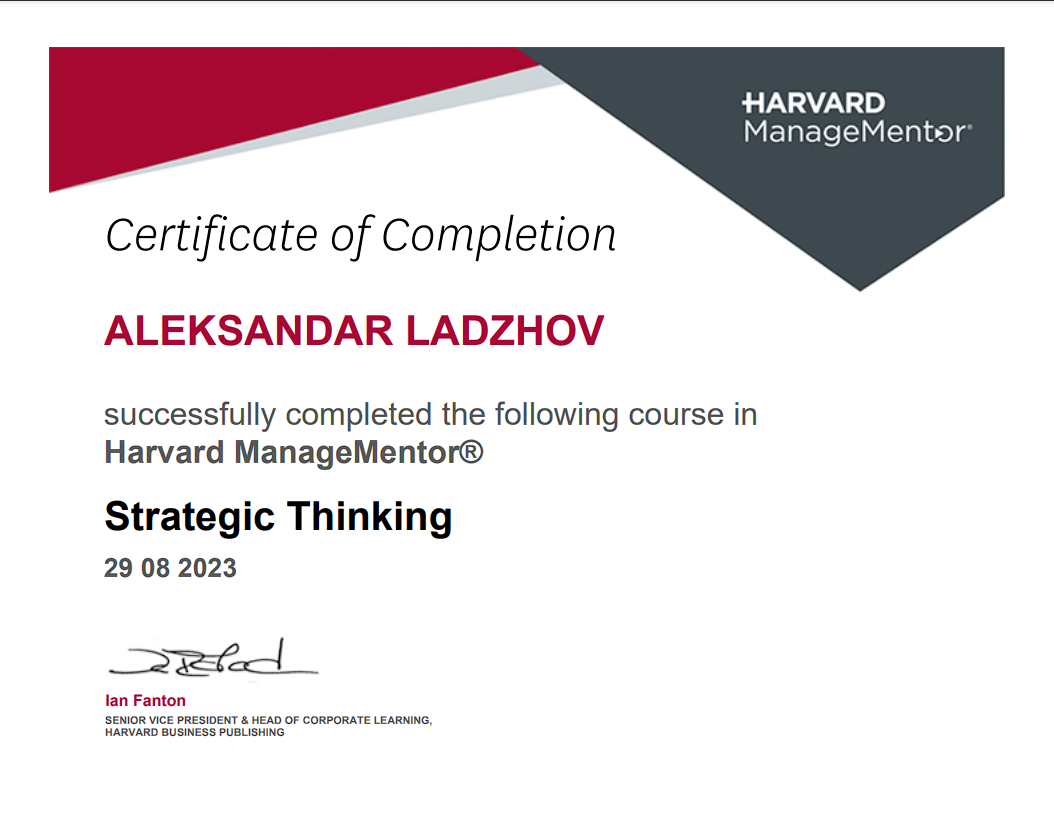 HARVARD
ManageMentor®
Certificate of Completion
ALEKSANDAR LADZHOV
successfully completed the following course in
Harvard ManageMentor®
Strategic Thinking
29 08 2023
Ian Fanton
SENIOR VICE PRESIDENT & HEAD OF CORPORATE LEARNING,
HARVARD BUSINESS PUBLISHING